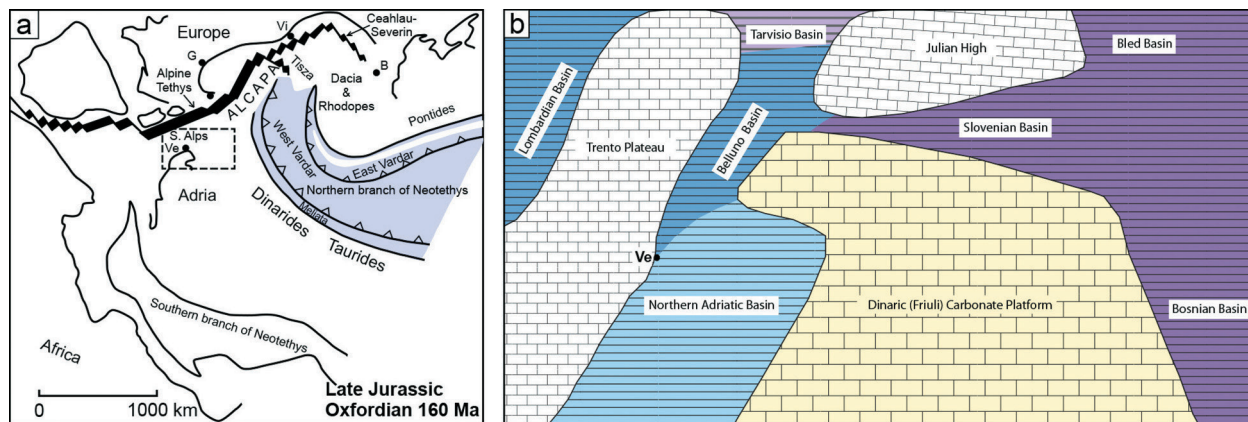 a
Europe
Vi
Ceahlau-
Severin
G
Alpine
Tethys
ALCAPA
Tisza
B
Dacia
&
Rhodopes
Pontides
S. Alps
Ve
West Vardar
East Vardar
Adria
Northern branch of Neotethys
Meliata
Dinarides
Taurides
Southern branch of Neotethys
Africa
0
1000 km
Late Jurassic
Oxfordian 160 Ma
b
Tarvisio Basin
Julian High
Bled Basin
Lombardian Basin
Trento Plateau
Belluno Basin
Slovenian Basin
Ve
Northern Adriatic Basin
Dinaric (Friuli) Carbonate Platform
Bosnian Basin